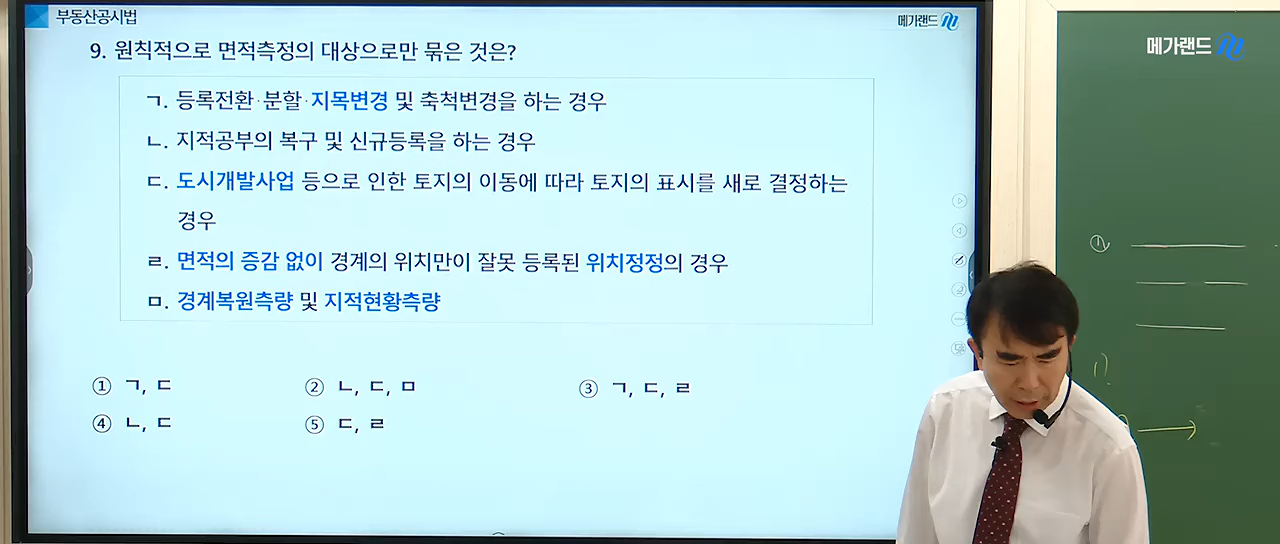 부동산공시법
메가랜드
메가랜드
9. 원칙적으로 면적측정의 대상으로만 묶은 것은?
ㄱ. 등록전환·분할·지목변경 및 축척변경을 하는 경우
ㄴ. 지적공부의 복구 및 신규등록을 하는 경우
ㄷ. 도시개발사업 등으로 인한 토지의 이동에 따라 토지의 표시를 새로 결정하는
경우
ㄹ. 면적의 증감 없이 경계의 위치만이 잘못 등록된 위치정정의 경우
ㅁ. 경계복원측량 및 지적현황측량
① ㄱ, ㄷ
② ㄴ, ㄷ, ㅁ
③ ㄱ, ㄷ, ㄹ
④ ㄴ, ㄷ
⑤ ㄷ, ㄹ